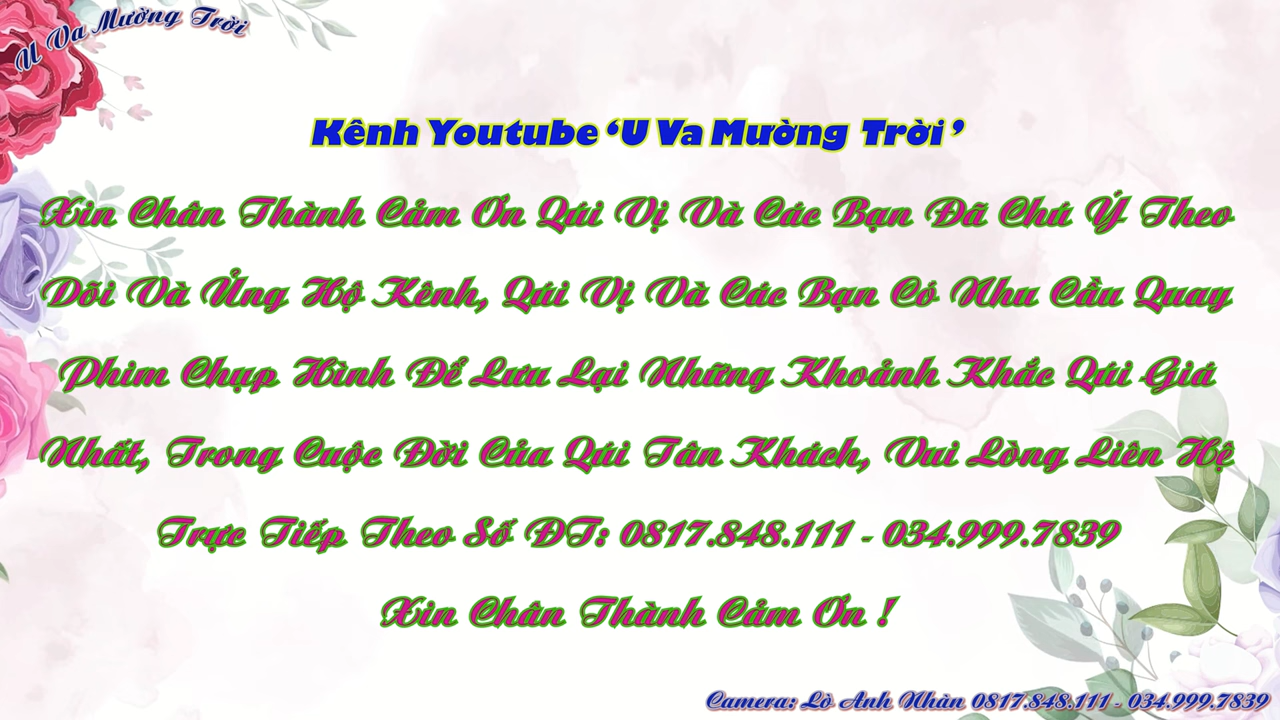 U Va Mường Trời
Kênh Youtube ‘U Va Mường Trời’
Xin Chân Thành Cảm Ơn Qúi Vị Và Các Bạn Đã Chú Ý Theo
Dõi Và Ủng Hộ Kênh, Qúi Vị Và Các Bạn Có Nhu Cầu Quay
Phim Chụp Hình Để Lưu Lại Những Khoảnh Khắc Qúi Giá
Nhất, Trong Cuộc Đời Của Qúi Tân Khách, Vui Lòng Liên Hệ
Trực Tiếp Theo Số ĐT: 0817.848.111 - 034.999.7839
Xin Chân Thành Cảm Ơn !
Camera: Lò Anh Nhàn 0817.848.111 - 034.999.7839